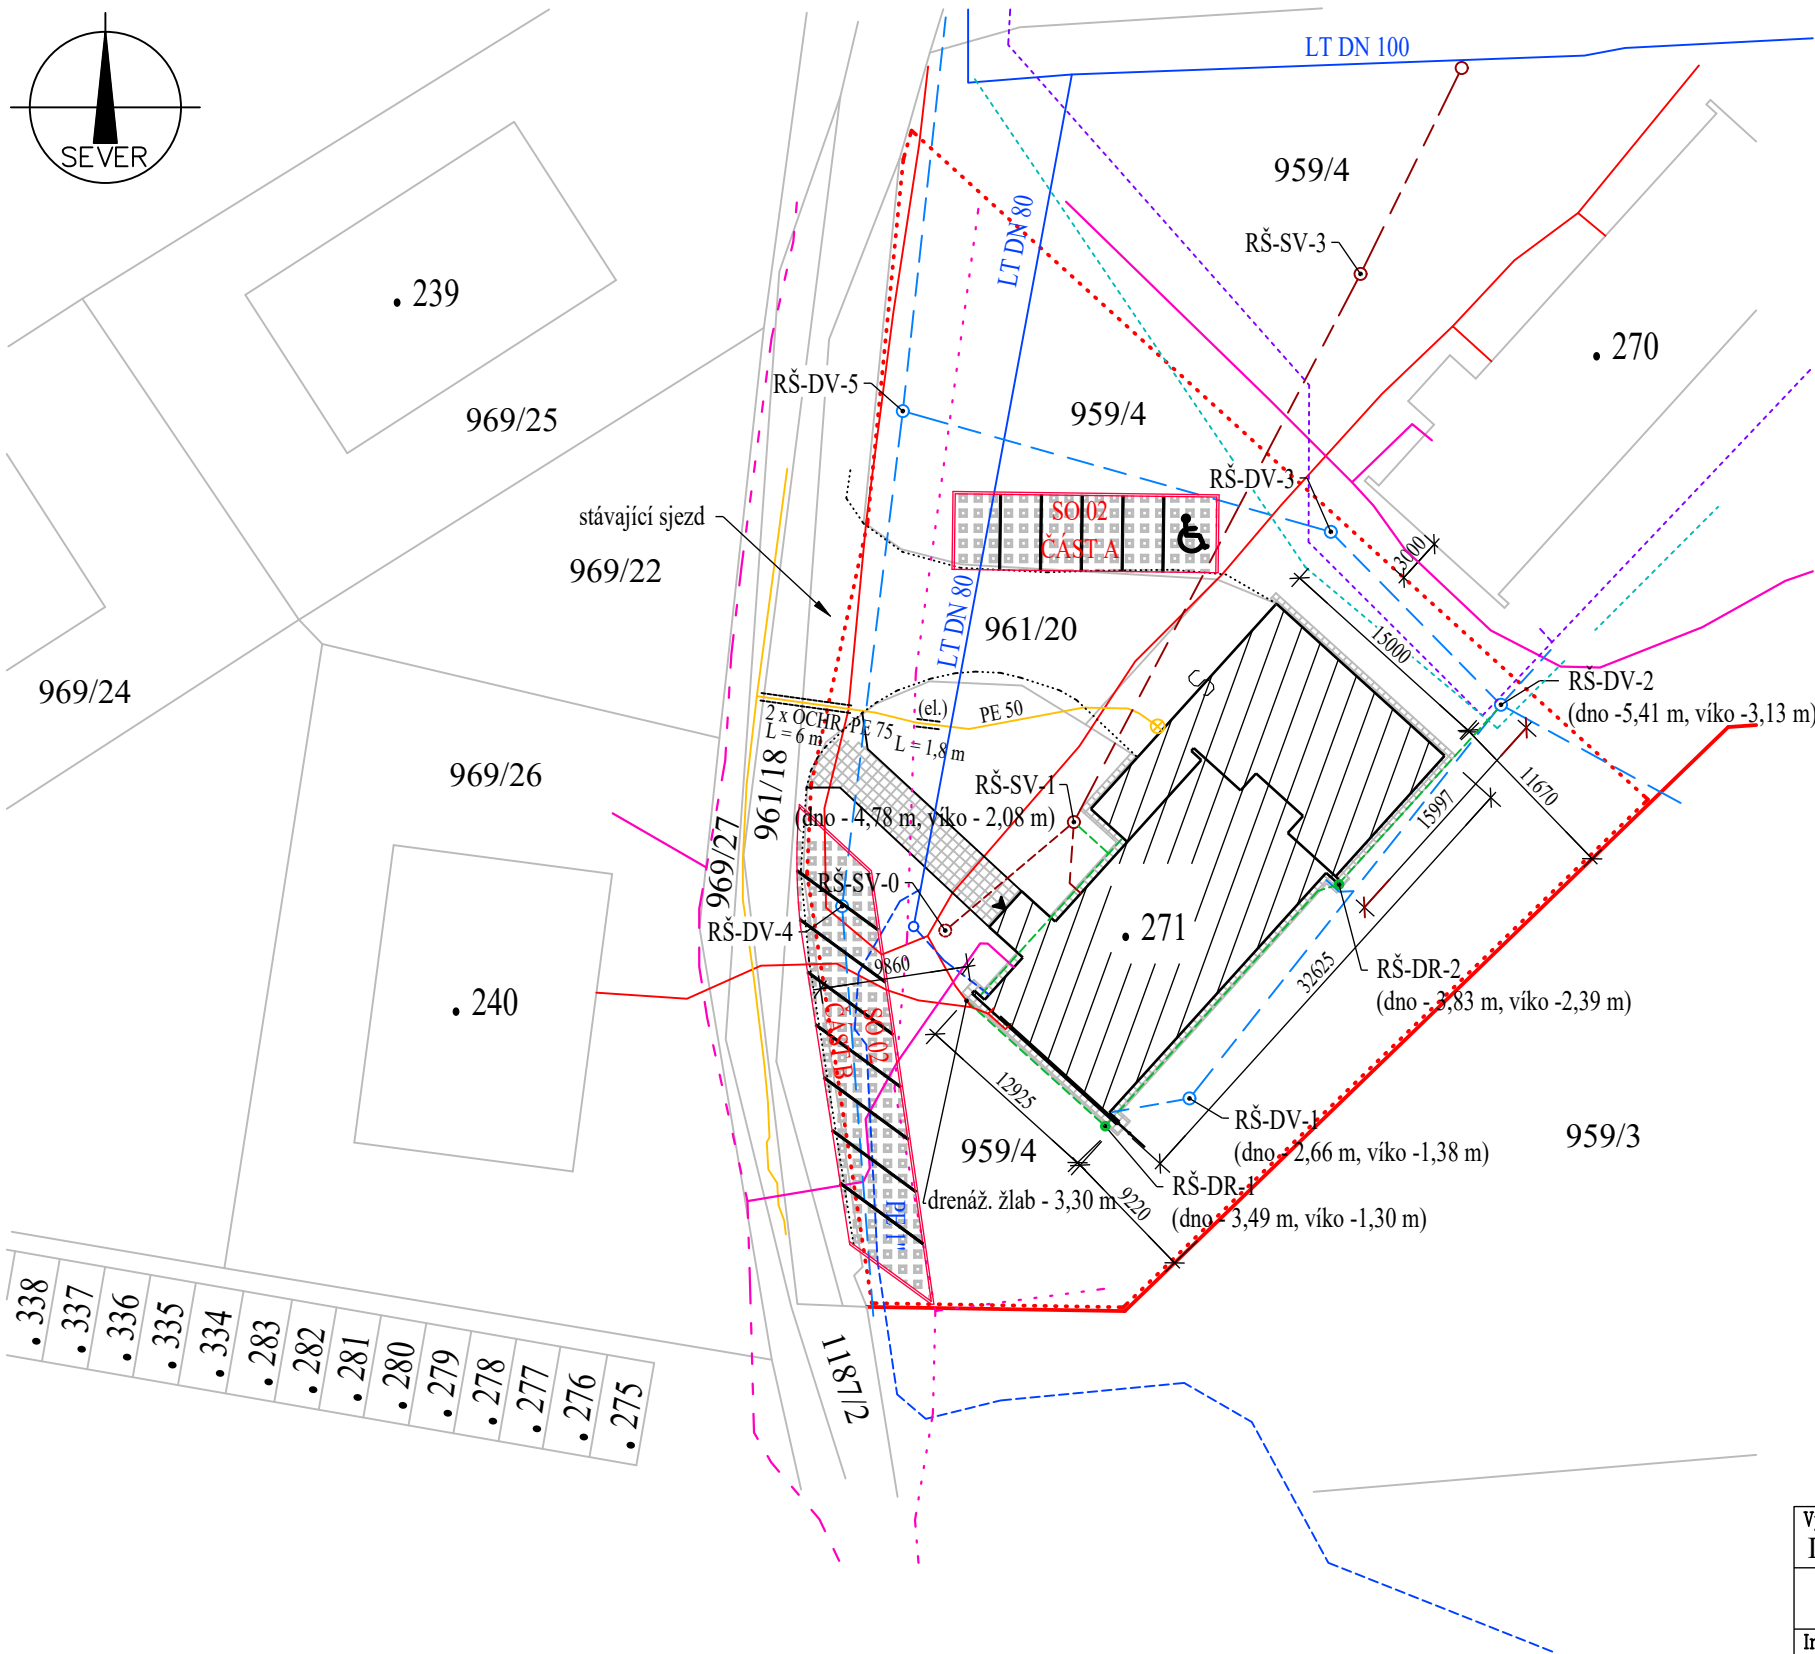 SEVER
LT DN 100
959/4
LT DN 80
RŠ-SV-3
. 239
. 270
RŠ-DV-5
959/4
969/25
RŠ-DV-3
stávající sjezd
SO 02
ČÁST A
3000
969/22
961/20
LT DN 80
15000
969/24
RŠ-DV-2
(dno -5,41 m, víko -3,13 m)
2 x OCHR. PE 75
L = 6 m
(el.)
L = 1,8 m
PE 50
969/26
961/18
RŠ-SV-1
(dno - 4,78 m, víko - 2,08 m)
11670
15997
969/27
RŠ-SV-0
RŠ-DV-4
. 271
9860
RŠ-DR-2
(dno - 3,83 m, víko -2,39 m)
32625
. 240
SO 02
ČÁST B
12925
RŠ-DV-1
(dno - 2,66 m, víko -1,38 m)
959/3
959/4
RŠ-DR-1
(dno - 3,49 m, víko -1,30 m)
drenáž. žlab - 3,30 m
9220
PE 1"
1187/2
. 338
. 337
. 336
. 335
. 334
. 283
. 282
. 281
. 280
. 279
. 278
. 277
. 276
. 275